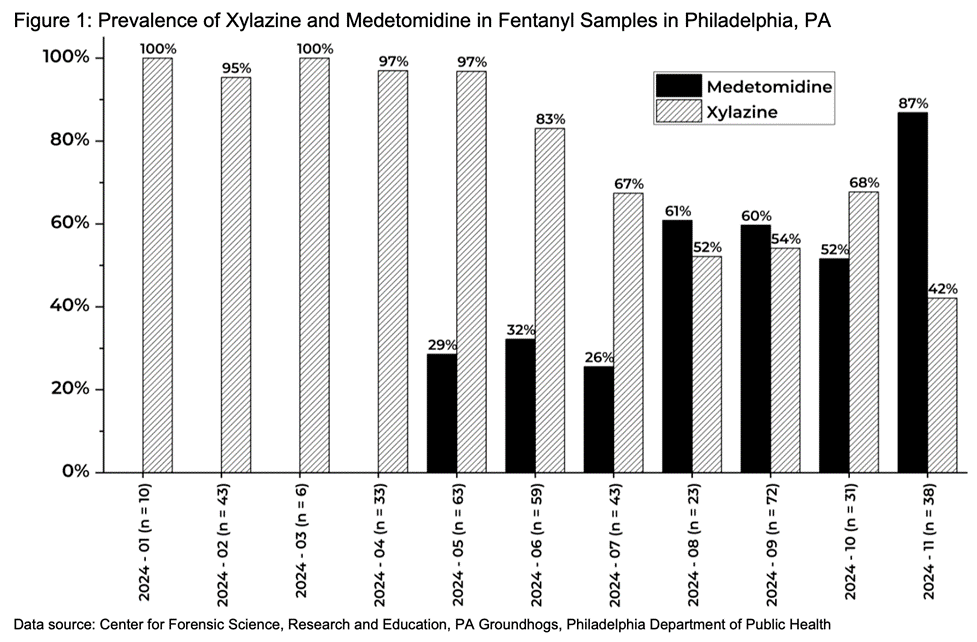 Figure 1: Prevalence of Xylazine and Medetomidine in Fentanyl Samples in Philadelphia, PA
100%
80%
60%
40%
20%
0%
Medetomidine
Xylazine
100%
95%
100%
97%
29%
97%
32%
83%
26%
67%
61%
52%
60%
54%
52%
68%
87%
42%
2024 - 01 (n = 10)
2024 - 02 (n = 43)
2024 - 03 (n = 6)
2024 - 04 (n = 33)
2024 - 05 (n = 63)
2024 - 06 (n = 59)
2024 - 07 (n = 43)
2024 - 08 (n = 23)
2024 - 09 (n = 72)
2024 - 10 (n = 31)
2024 - 11 (n = 38)
Data source: Center for Forensic Science, Research and Education, PA Groundhogs, Philadelphia Department of Public Health